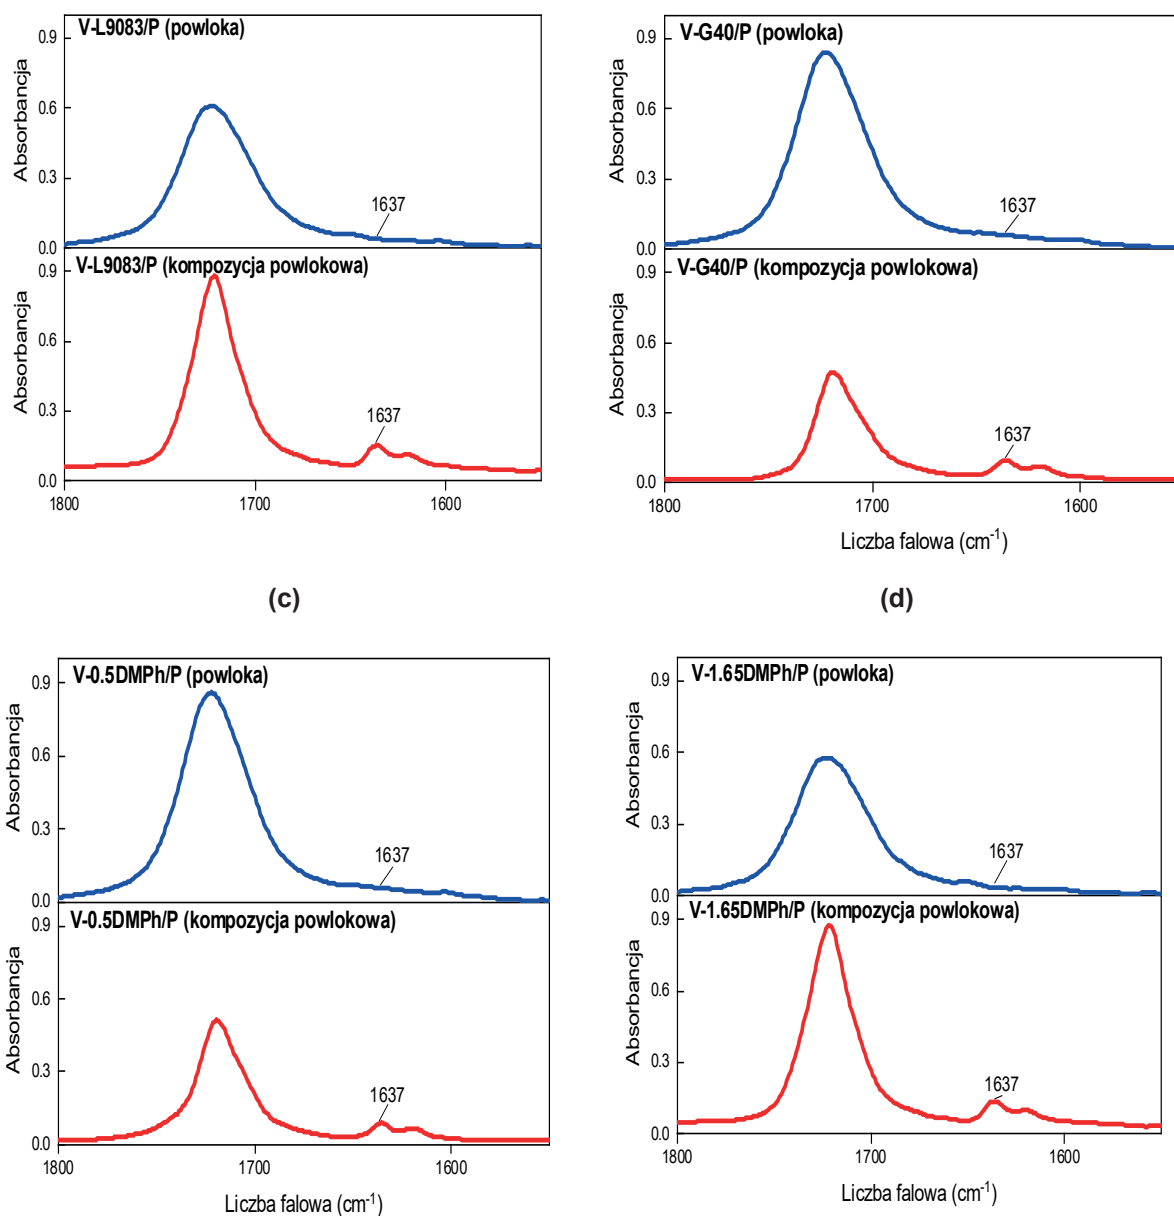 V-L9083/P (powloka)
Absorbancja
0.9
0.6
0.3
0.0
1637
V-L9083/P (kompozycja powlokowa)
Absorbancja
0.9
0.6
0.3
0.0
1637
1800
1700
1600
V-G40/P (powloka)
Absorbancja
0.9
0.6
0.3
0.0
1637
V-G40/P (kompozycja powlokowa)
Absorbancja
0.9
0.6
0.3
0.0
1637
1800
1700
1600
Liczba falowa (cm-1)
(c)
(d)
V-0.5DMPh/P (powloka)
Absorbancja
0.9
0.6
0.3
0.0
1637
V-0.5DMPh/P (kompozycja powlokowa)
Absorbancja
0.9
0.6
0.3
0.0
1637
1800
1700
1600
Liczba falowa (cm-1)
V-1.65DMPh/P (powloka)
Absorbancja
0.9
0.6
0.3
0.0
1637
V-1.65DMPh/P (kompozycja powlokowa)
Absorbancja
0.9
0.6
0.3
0.0
1637
1800
1700
1600
Liczba falowa (cm-1)